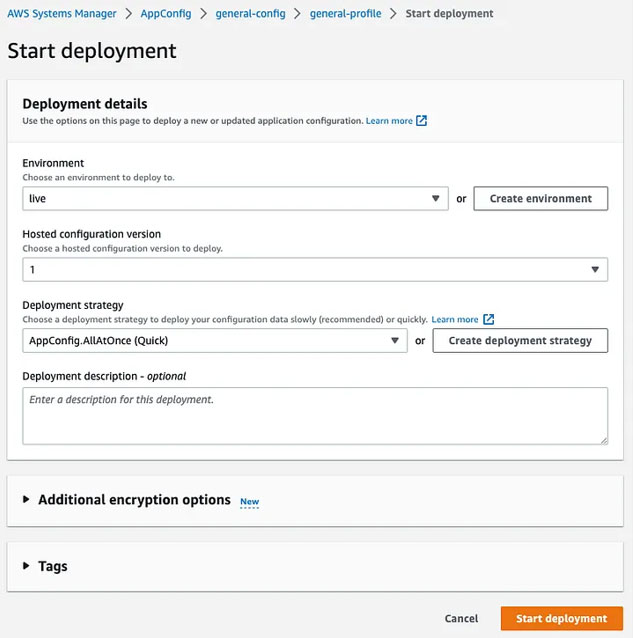 AWS Systems Manager > AppConfig > general-config > general-profile > Start deployment
Start deployment
Deployment details
Use the options on this page to deploy a new or updated application configuration. Learn more
Environment
Choose an environment to deploy to.
live or Create environment
Hosted configuration version
Choose a hosted configuration version to deploy.
1
Deployment strategy
Choose a deployment strategy to deploy your configuration data slowly (recommended) or quickly. Learn more
AppConfig.AllAtOnce (Quick) or Create deployment strategy
Deployment description - optional
Enter a description for this deployment.
Additional encryption options New
Tags
Cancel Start deployment